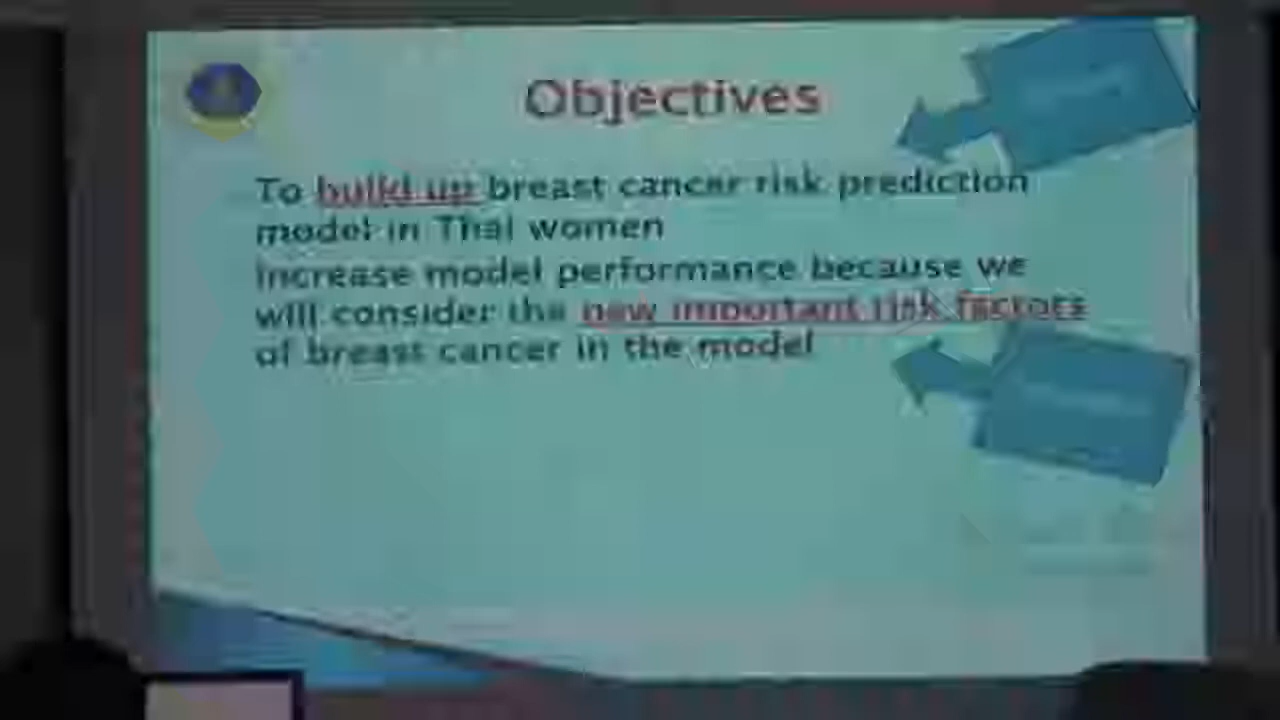 Objectives
To build up breast cancer risk prediction
model in Thai women
Increase model performance because we
will consider the new important risk factors
of breast cancer in the model